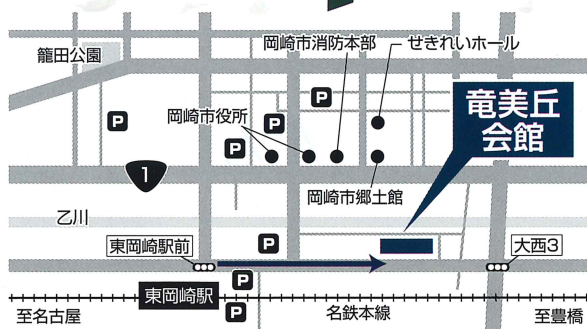 岡崎市消防本部
せきれいホール
籠田公園
P
竜美丘
会館
岡崎市役所
P
P
P
1
岡崎市郷土館
乙川
東岡崎駅前
P
大西3
P
東岡崎駅
P
名鉄本線
至名古屋
至豊橋